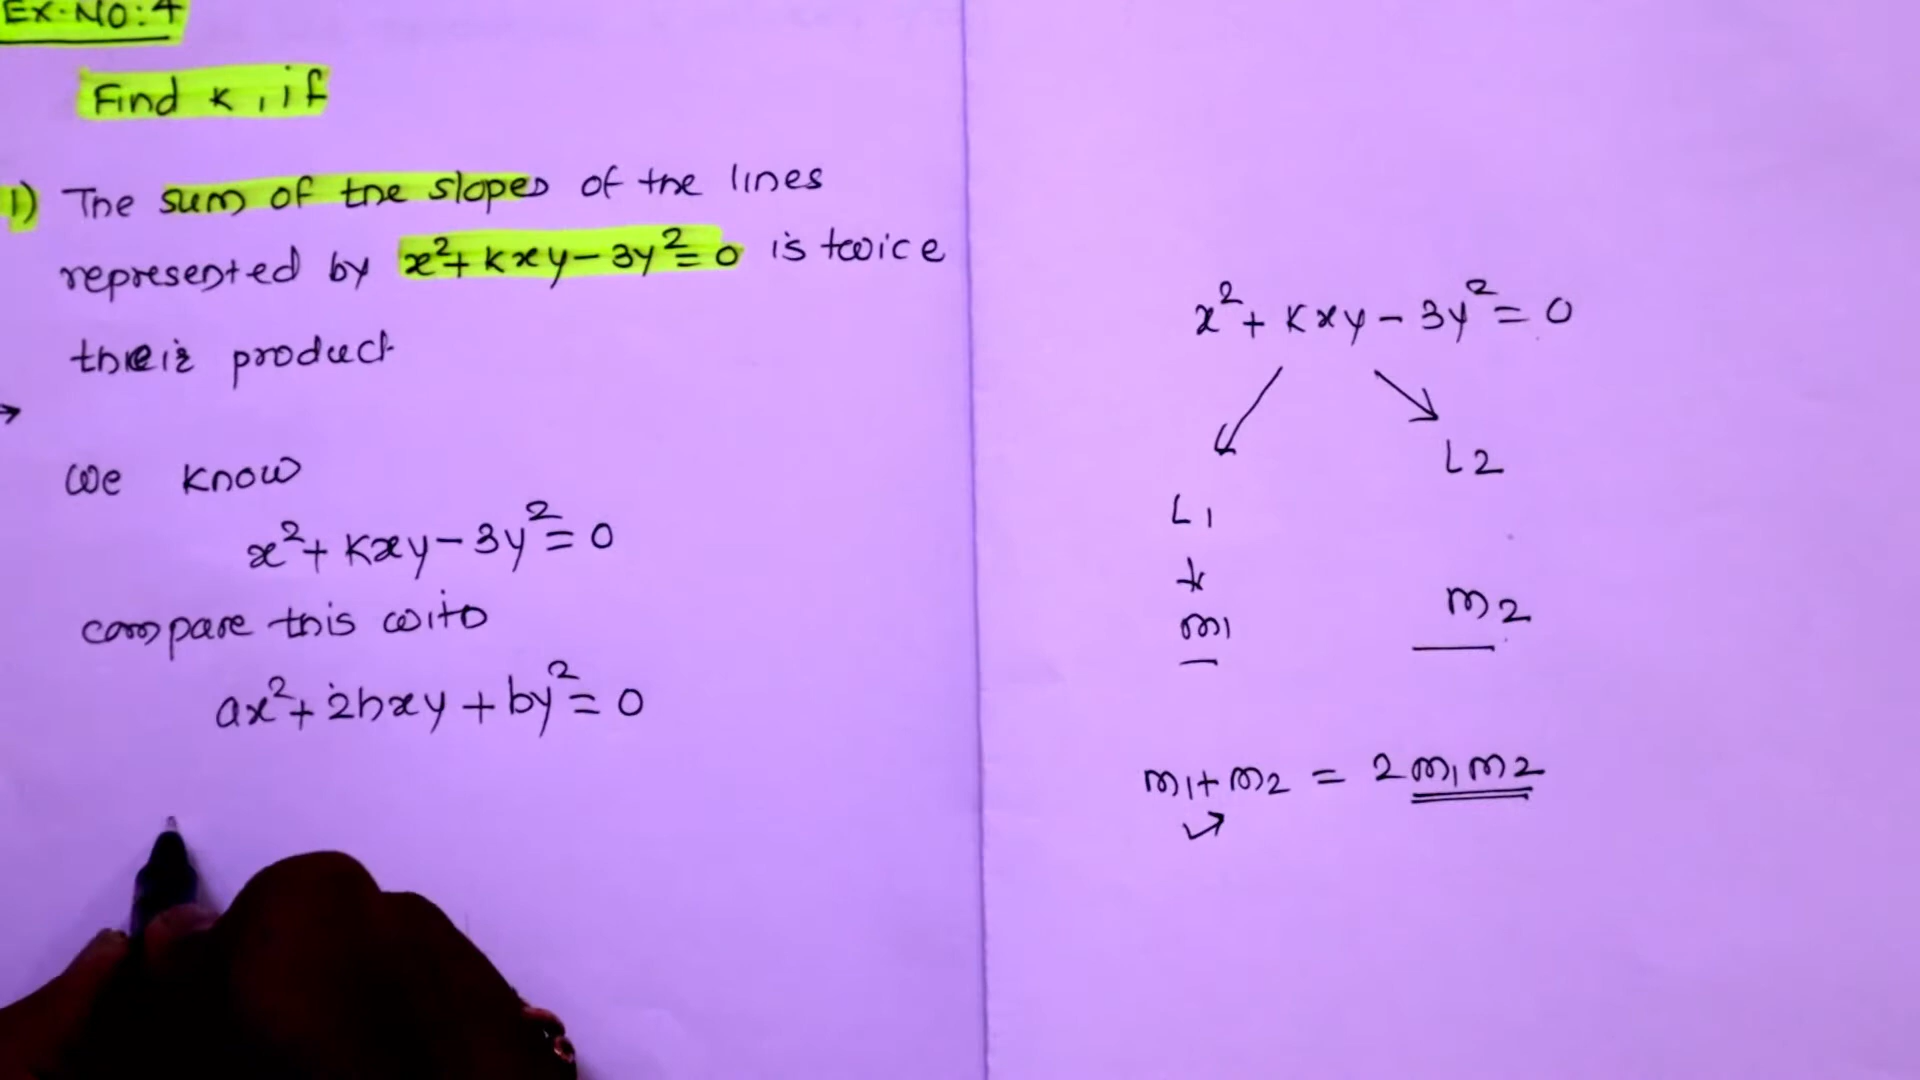 EX.NO:4
Find k, if
1) The sum of the slopes of the lines
represented by x²+kxy-3y²=0 is twice
their product
We know
x²+kxy-3y²=0
compare this with
ax²+2hxy+by²=0
x²+kxy-3y²=0
L1
L2
m1
m2
m1+m2 = 2m1m2